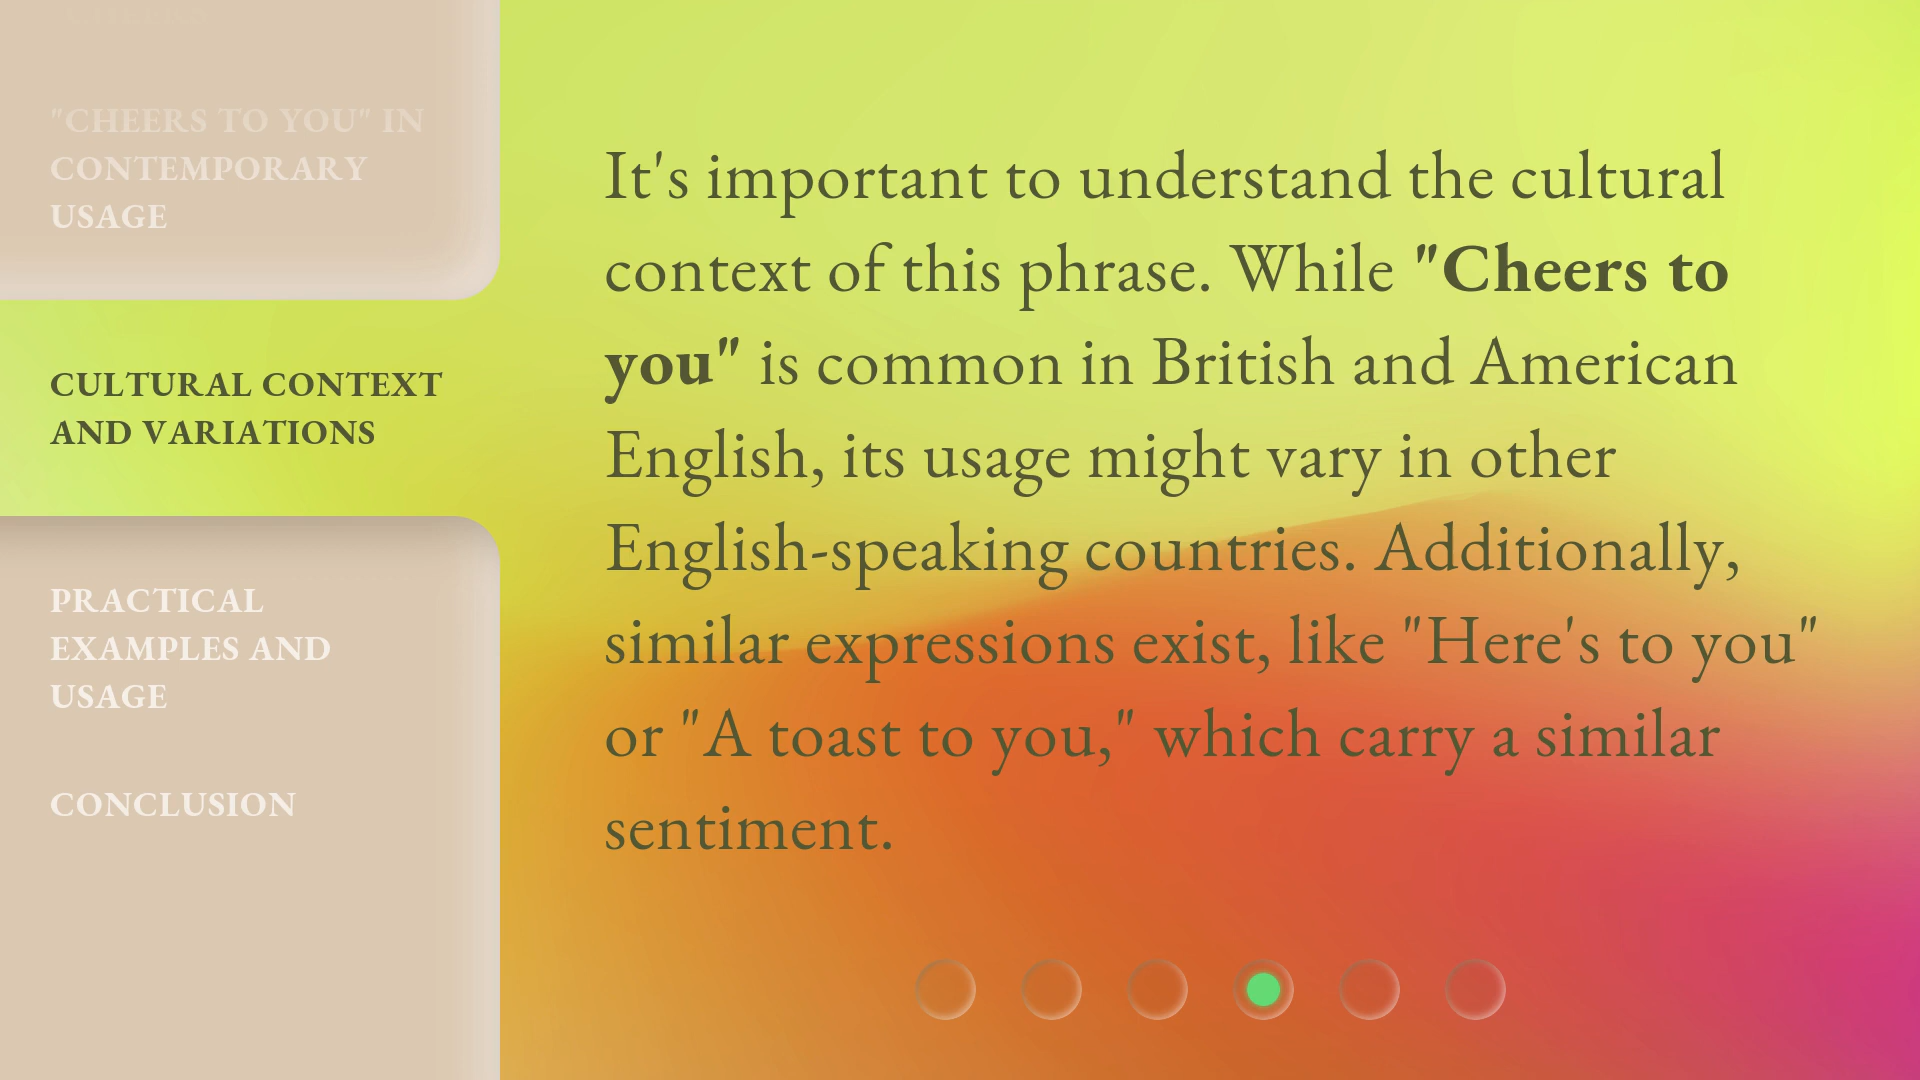 "CHEERS TO YOU" IN
CONTEMPORARY
USAGE
CULTURAL CONTEXT
AND VARIATIONS
PRACTICAL
EXAMPLES AND
USAGE
CONCLUSION
It's important to understand the cultural
context of this phrase. While "Cheers to
you" is common in British and American
English, its usage might vary in other
English-speaking countries. Additionally,
similar expressions exist, like "Here's to you"
or "A toast to you," which carry a similar
sentiment.